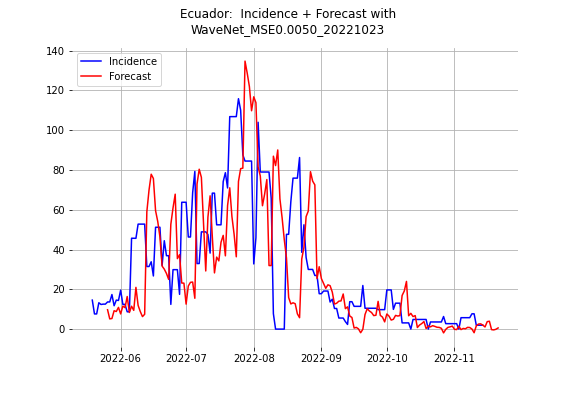 Ecuador:  Incidence + Forecast with
WaveNet_MSE0.0050_20221023
Incidence
Forecast
140
120
100
80
60
40
20
0
2022-06 2022-07 2022-08 2022-09 2022-10 2022-11